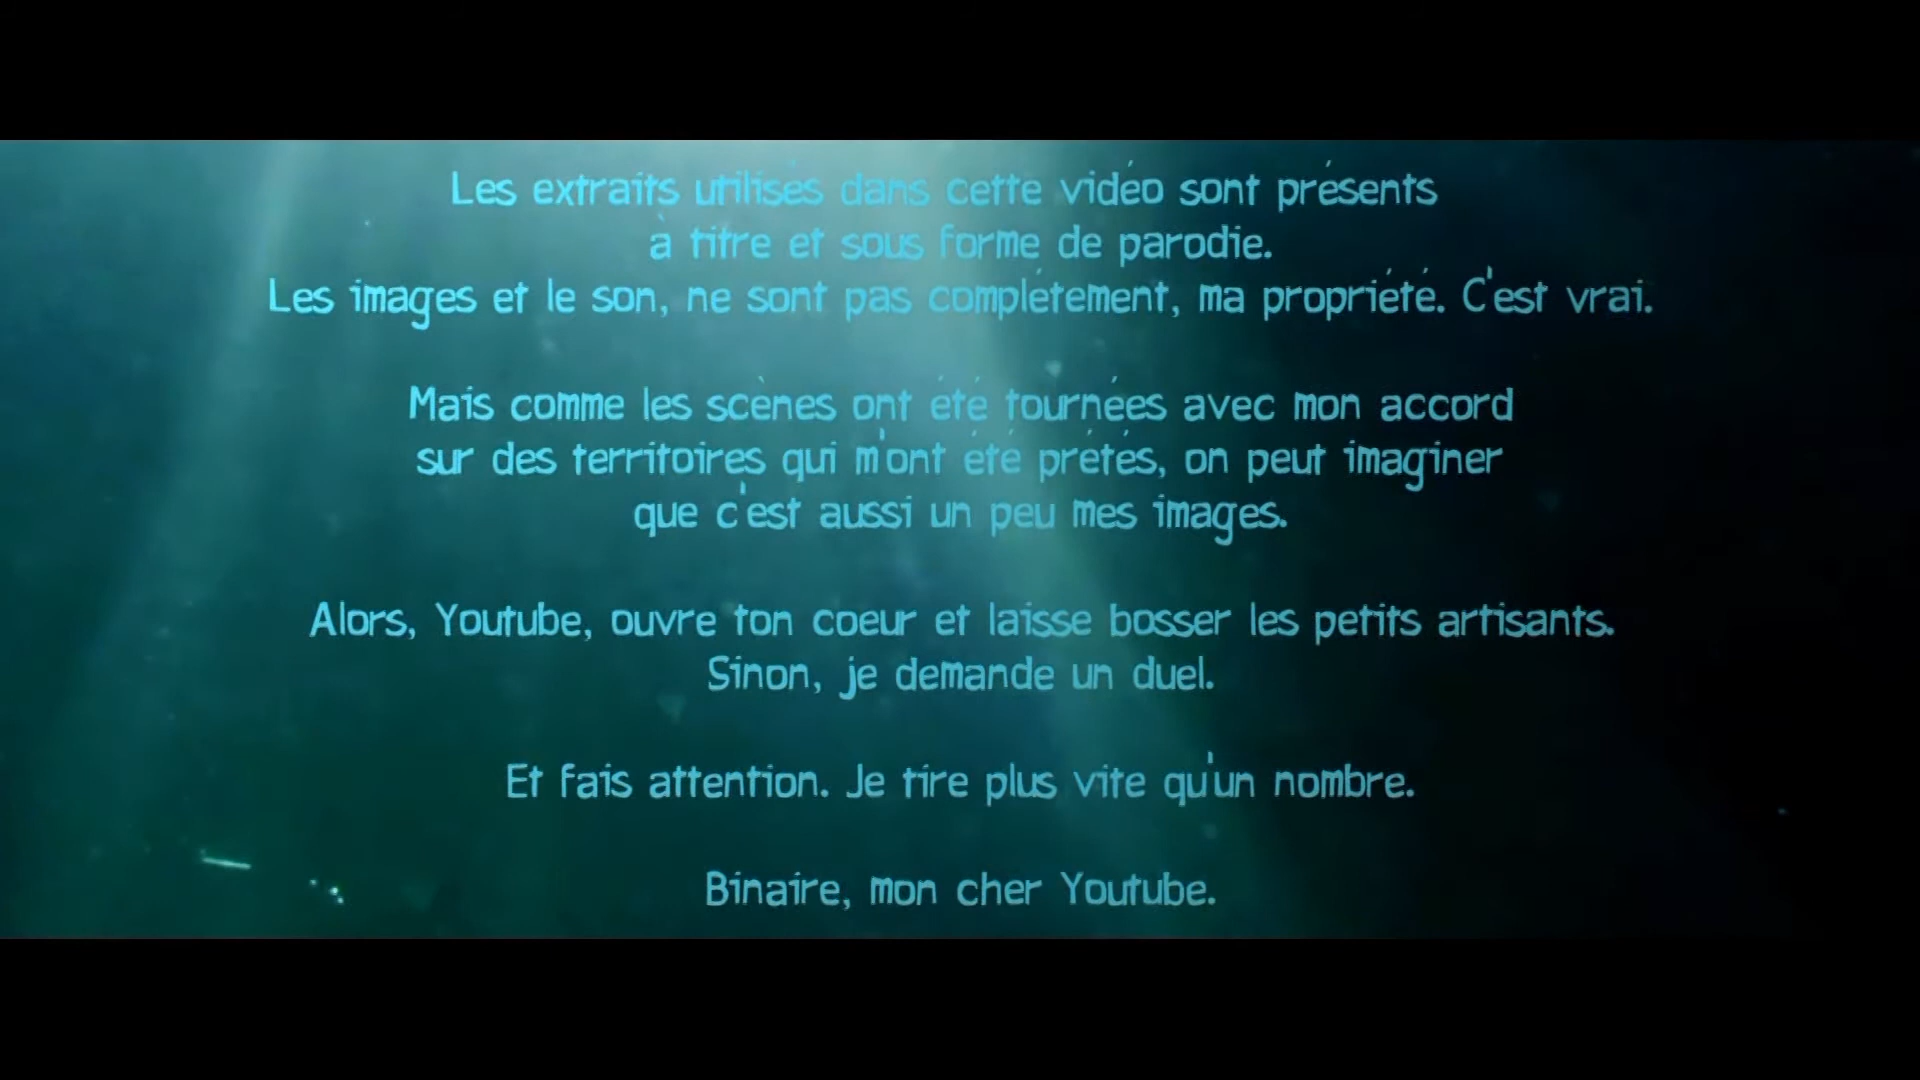 Les extraits utilisés dans cette vidéo sont présents
à titre et sous forme de parodie.
Les images et le son, ne sont pas complétement, ma propriété. C'est vrai.
Mais comme les scènes ont été tournées avec mon accord
sur des territoires qui m'ont été prétés, on peut imaginer
que c'est aussi un peu mes images.
Alors, Youtube, ouvre ton coeur et laisse bosser les petits artisants.
Sinon, je demande un duel.
Et fais attention. Je tire plus vite qu'un nombre.
Binaire, mon cher Youtube.